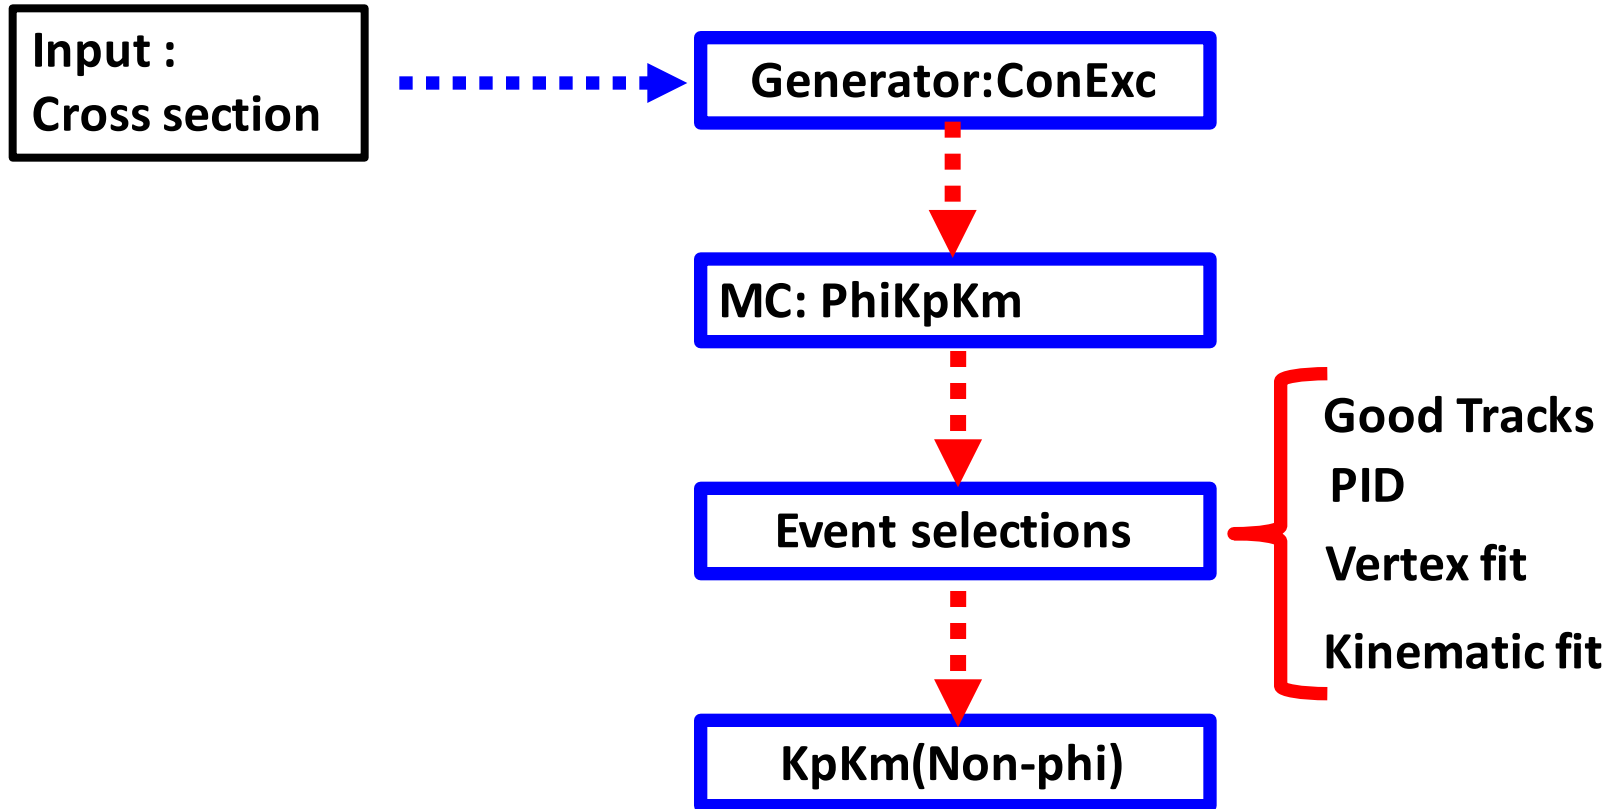 Input :
Cross section
Generator:ConExc
MC: PhiKpKm
Event selections
Good Tracks
PID
Vertex fit
Kinematic fit
KpKm(Non-phi)